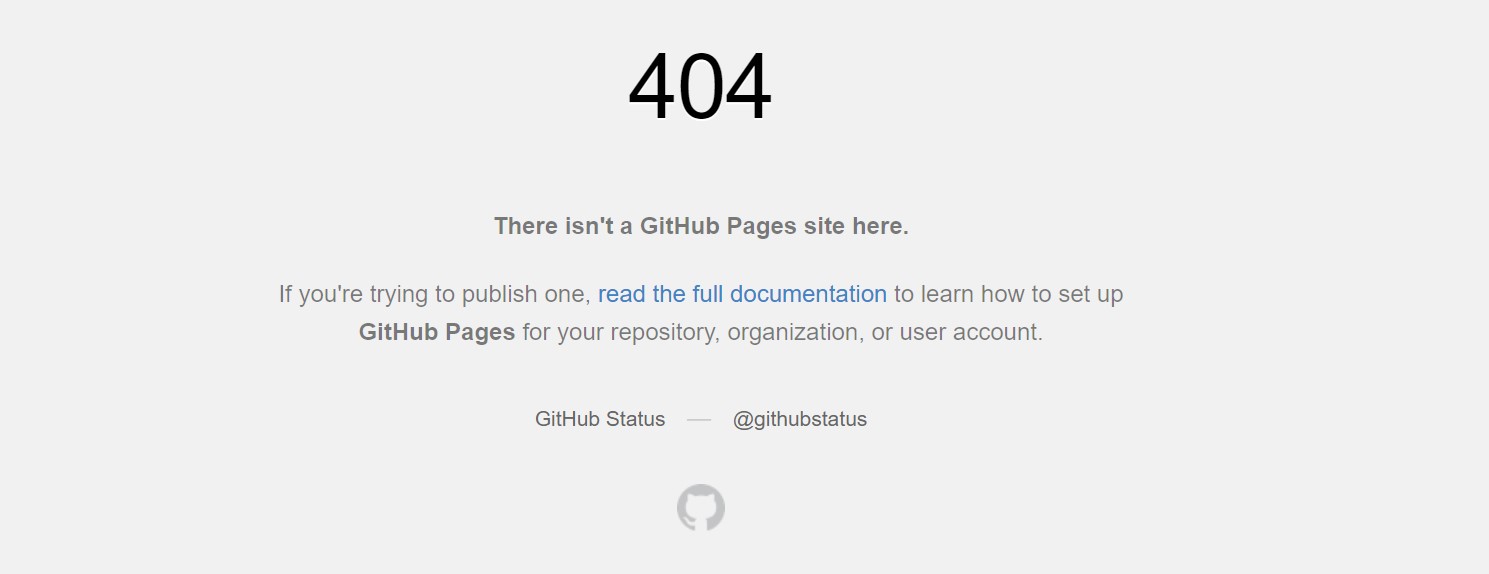 404
There isn't a GitHub Pages site here.
If you're trying to publish one, read the full documentation to learn how to set up
GitHub Pages for your repository, organization, or user account.
GitHub Status — @githubstatus